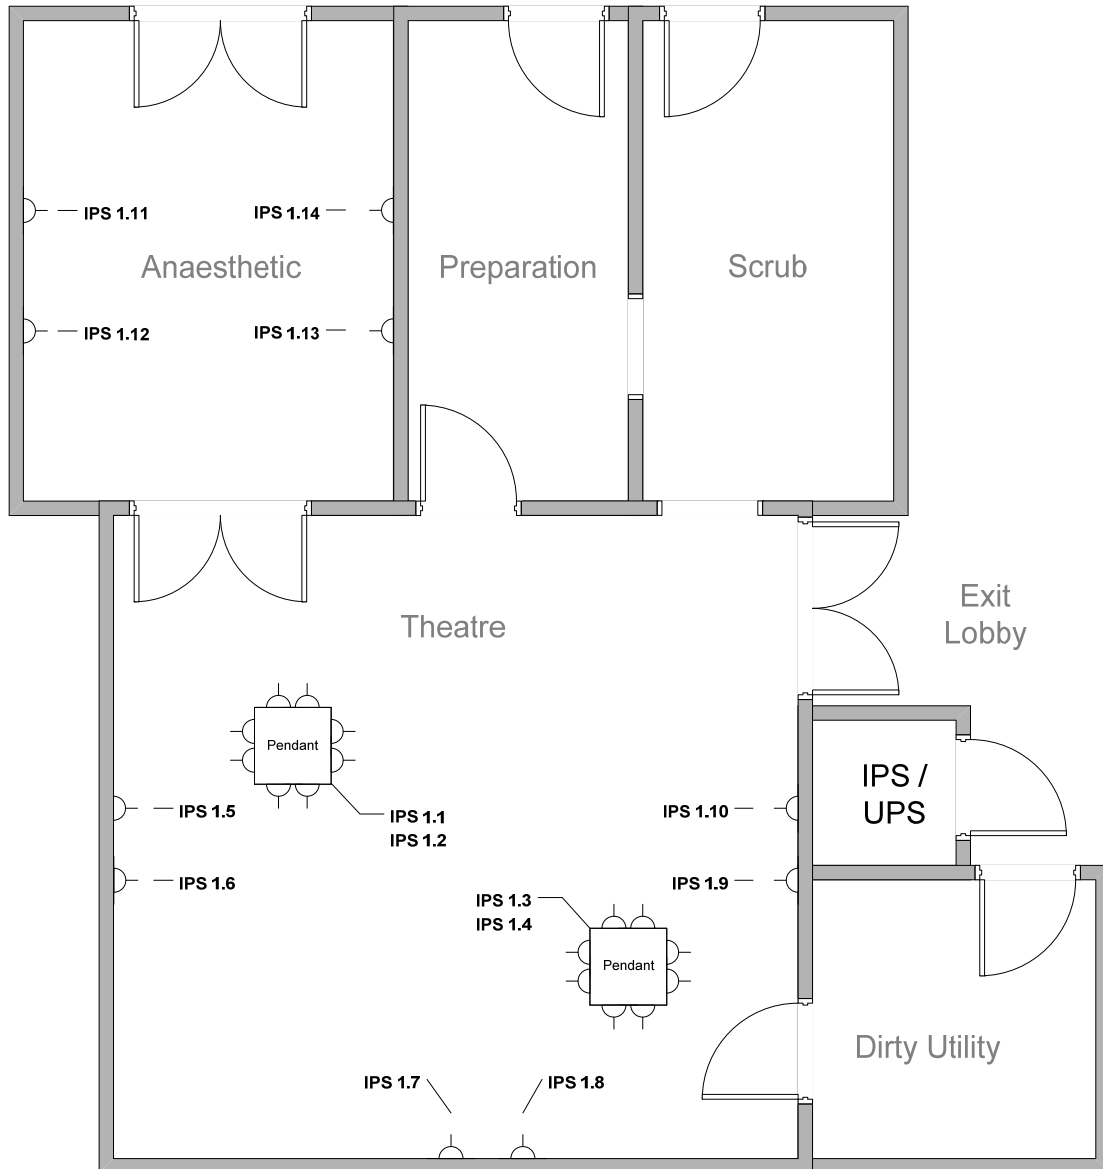 IPS 1.11
IPS 1.14
Anaesthetic
Preparation
Scrub
IPS 1.12
IPS 1.13
Exit
Lobby
Theatre
Pendant
IPS 1.5
IPS 1.1
IPS 1.2
IPS 1.10
IPS /
UPS
IPS 1.6
IPS 1.9
IPS 1.3
IPS 1.4
Pendant
Dirty Utility
IPS 1.7
IPS 1.8